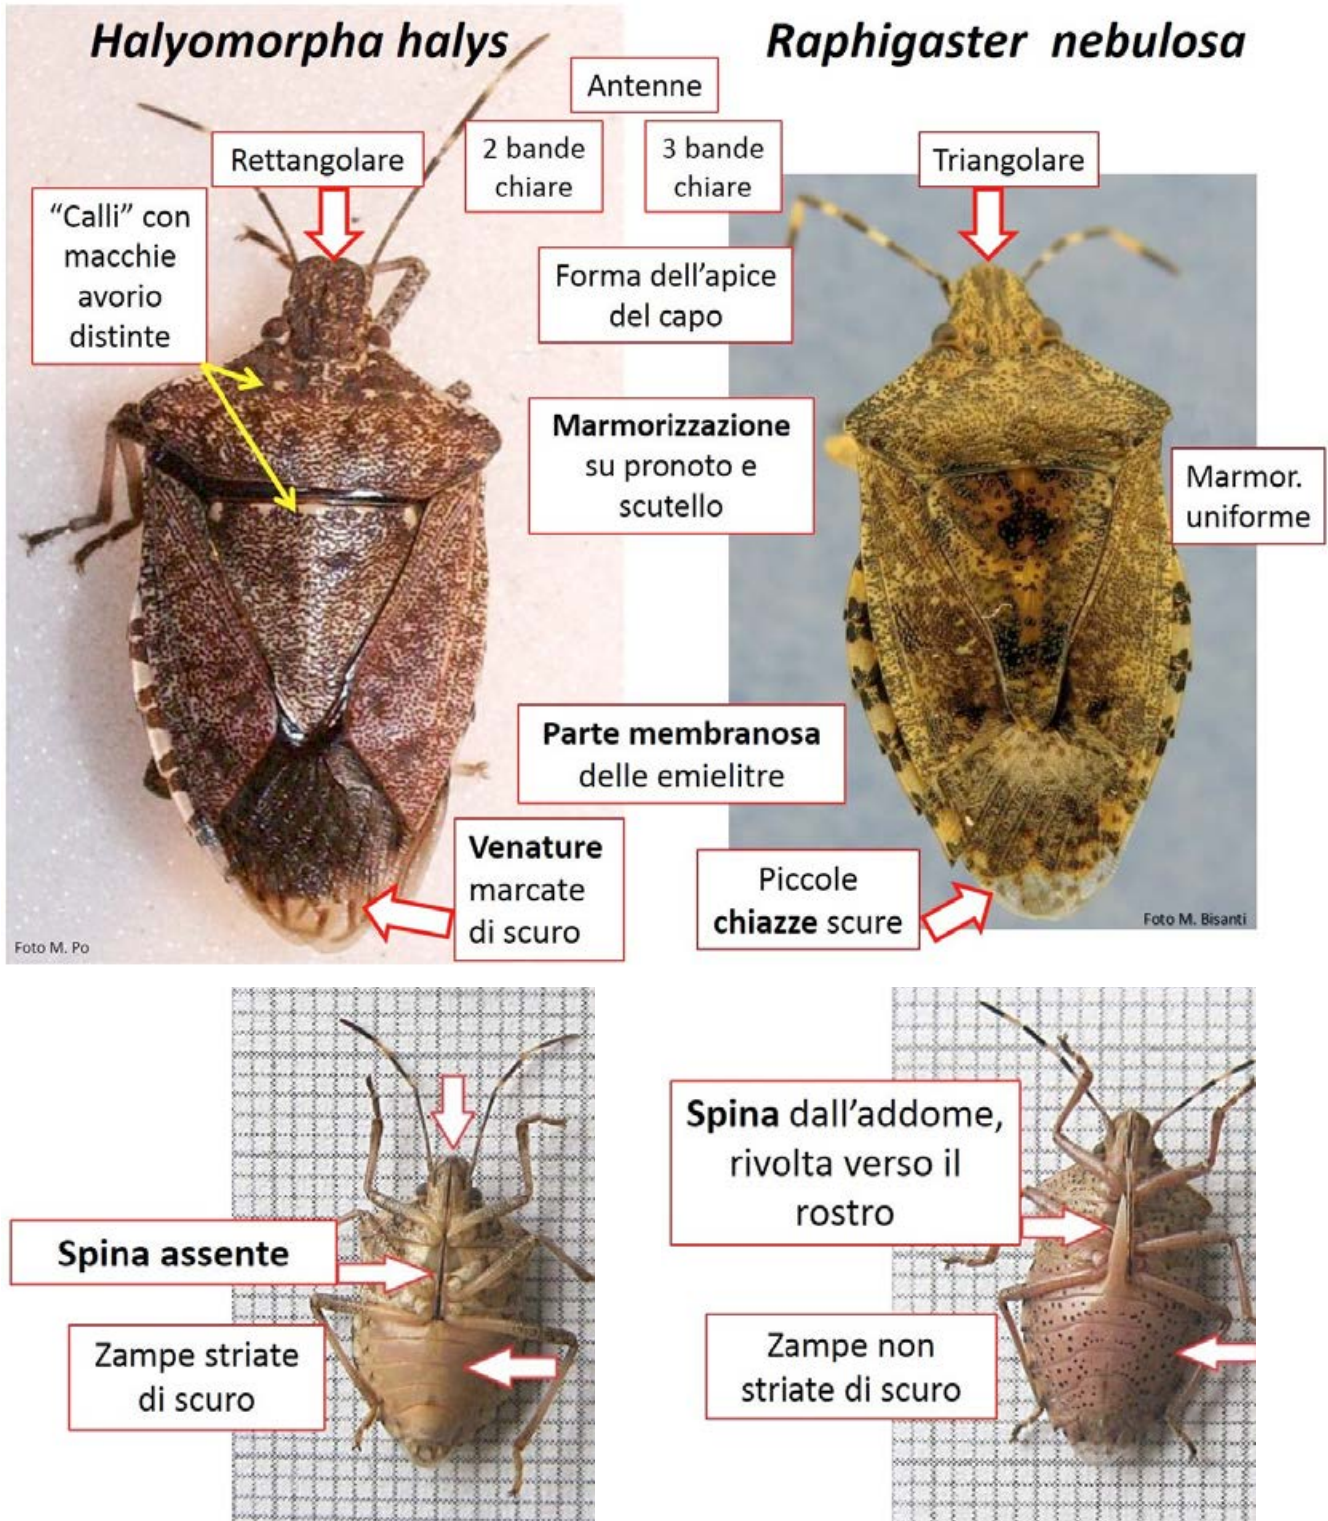 Halyomorpha halys
Raphigaster nebulosa
Antenne
Rettangolare
2 bande
chiare
3 bande
chiare
Triangolare
“Calli” con
macchie
avorio
distinte
Forma dell’apice
del capo
Marmorizzazione
su pronoto e
scutello
Marmor.
uniforme
Parte membranosa
delle emielitre
Venature
marcate
di scuro
Piccole
chiazze scure
Foto M. Po
Foto M. Bisanti
Spina assente
Zampe striate
di scuro
Spina dall’addome,
rivolta verso il
rostro
Zampe non
striate di scuro